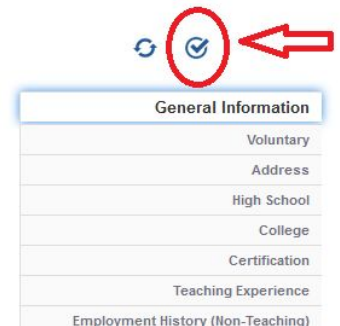 General Information
Voluntary
Address
High School
College
Certification
Teaching Experience
Employment History (Non-Teaching)